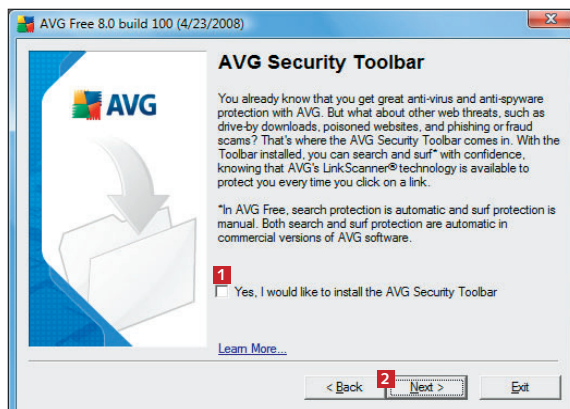 AVG Free 8.0 build 100 (4/23/2008)
AVG
AVG Security Toolbar
You already know that you get great anti-virus and anti-spyware
protection with AVG. But what about other web threats, such as
drive-by downloads, poisoned websites, and phishing or fraud
scams? That's where the AVG Security Toolbar comes in. With the
Toolbar installed, you can search and surf* with confidence,
knowing that AVG's LinkScanner® technology is available to
protect you every time you click on a link.
*In AVG Free, search protection is automatic and surf protection is
manual. Both search and surf protection are automatic in
commercial versions of AVG software.
1
Yes, I would like to install the AVG Security Toolbar
Learn More...
< Back
2
Next >
Exit